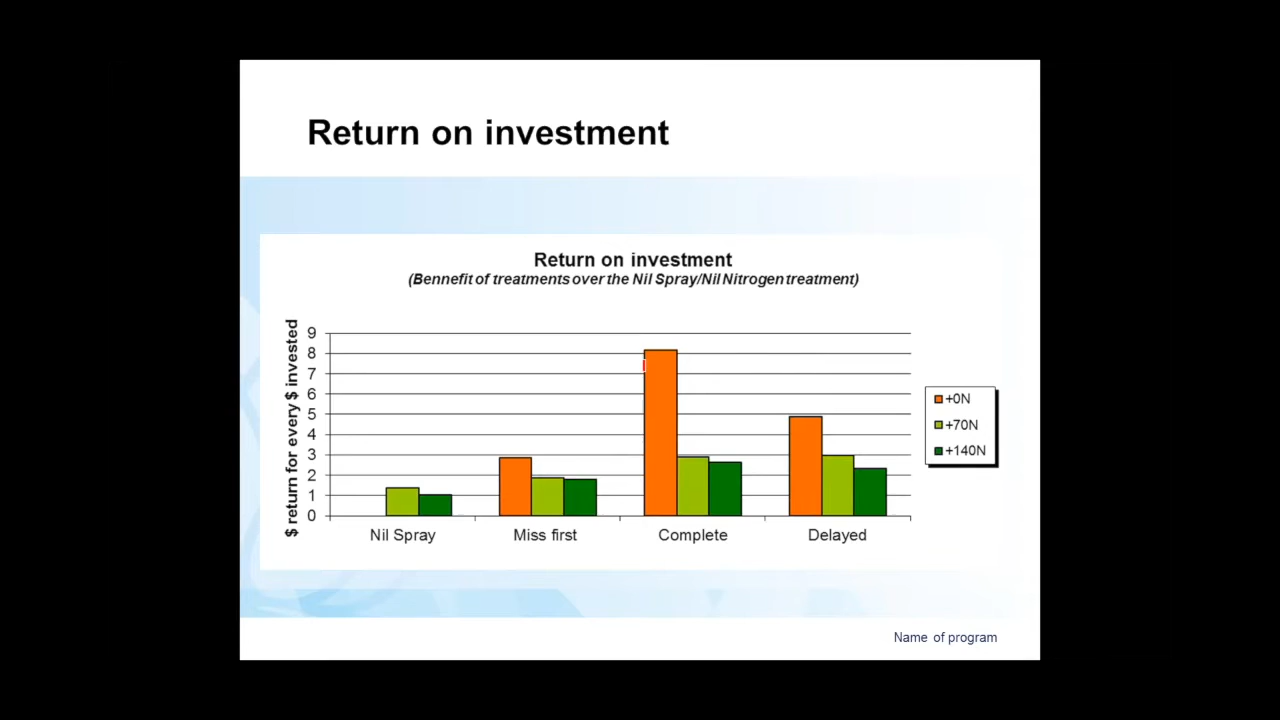 Return on investment
Return on investment
(Bennefit of treatments over the Nil Spray/Nil Nitrogen treatment)
$ return for every $ invested
9
8
7
6
5
4
3
2
1
0
Nil Spray Miss first Complete Delayed
+0N
+70N
+140N
Name of program